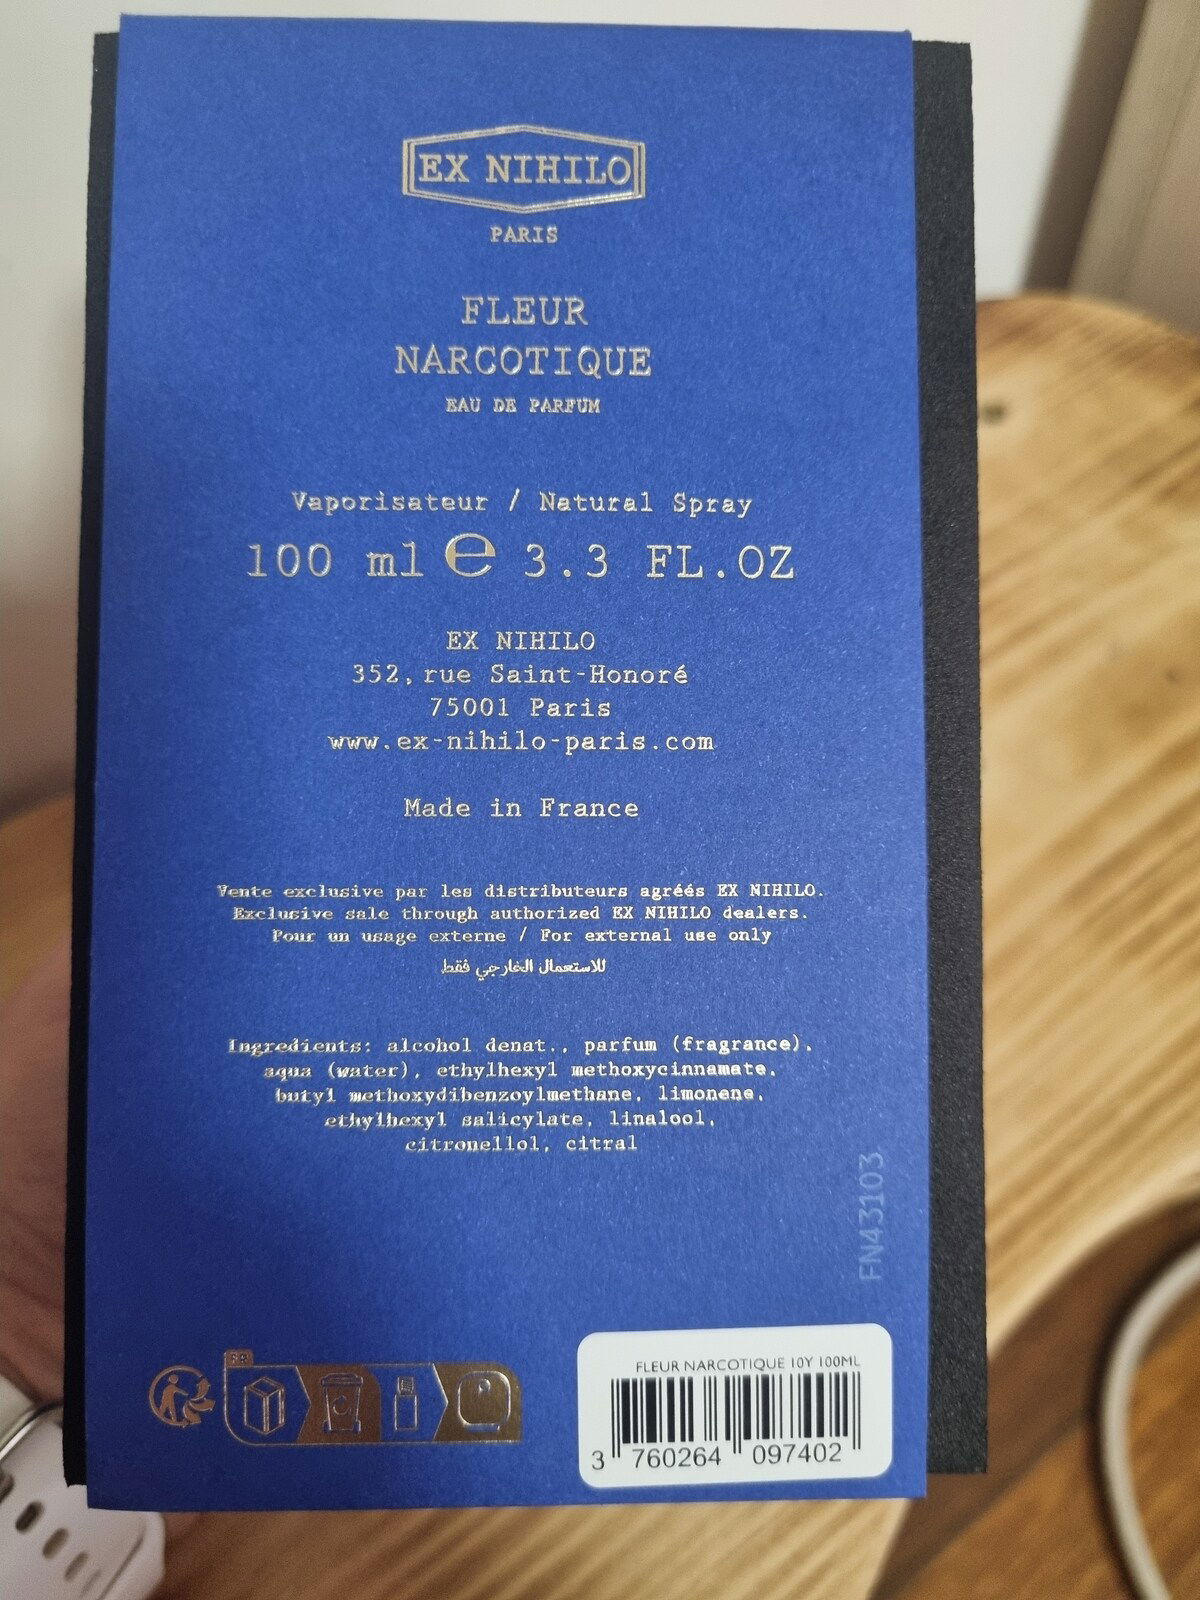 EX NIHILO
PARIS
FLEUR
NARCOTIQUE
EAU DE PARFUM
Vaporisateur / Natural Spray
100 ml ℮ 3.3 FL.OZ
EX NIHILO
352, rue Saint-Honoré
75001 Paris
www.ex-nihilo-paris.com
Made in France
Vente exclusive par les distributeurs agréés EX NIHILO.
Exclusive sale through authorized EX NIHILO dealers.
Pour un usage externe / For external use only
للاستعمال الخارجي فقط
Ingredients: alcohol denat., parfum (fragrance),
aqua (water), ethylhexyl methoxycinnamate,
butyl methoxydibenzoylmethane, limonene,
ethylhexyl salicylate, linalool,
citronellol, citral
FN43103
FR
FLEUR NARCOTIQUE 10Y 100ML
3 760264 097402